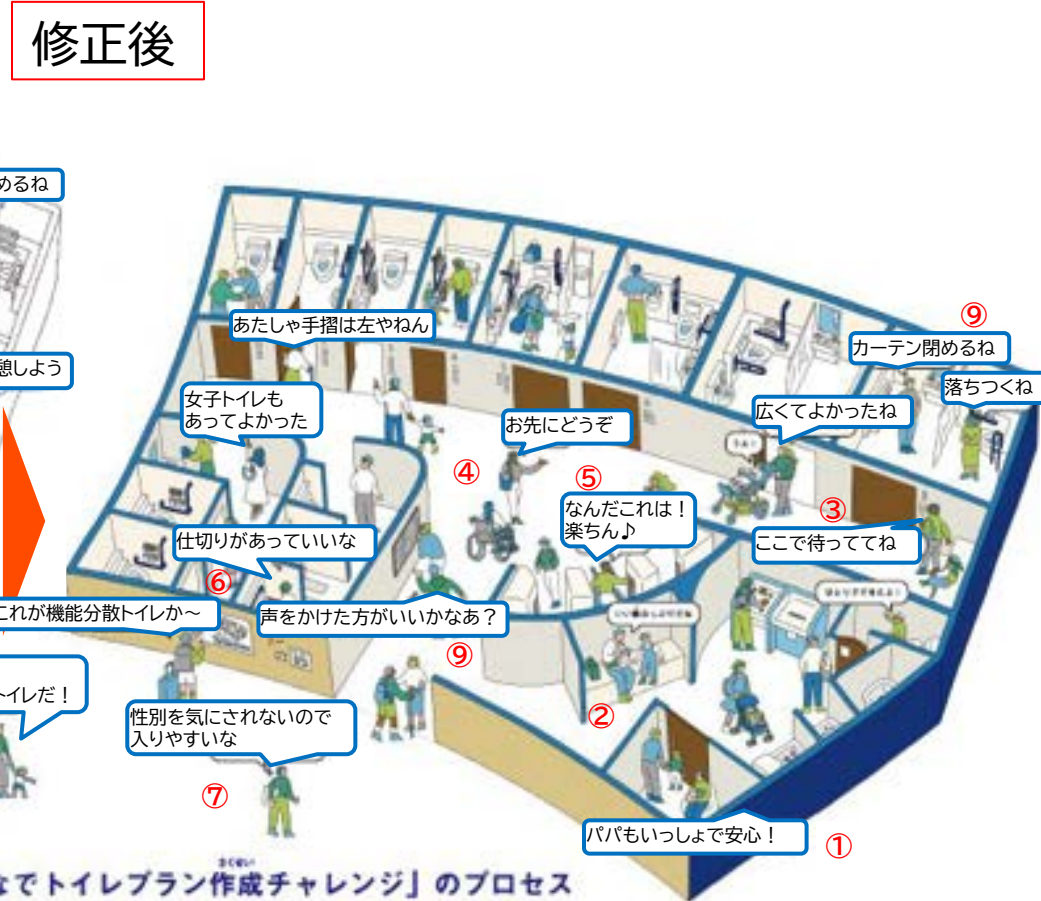 修正後
めるね
憩しよう
あたしゃ手摺は左やねん
女子トイレも
あってよかった
お先にどうぞ
⑨
カーテン閉めるね
落ちつくね
広くてよかったね
④
⑤
なんだこれは！
楽ちん♪
③
ここで待っててね
仕切りがあっていいな
⑥
これが機能分散トイレか～
声をかけた方がいいかなあ？
⑨
②
トイレだ！
性別を気にされないので
入りやすいな
⑦
パパもいっしょで安心！
①
さくせい
なでトイレプラン作成チャレンジ」のプロセス